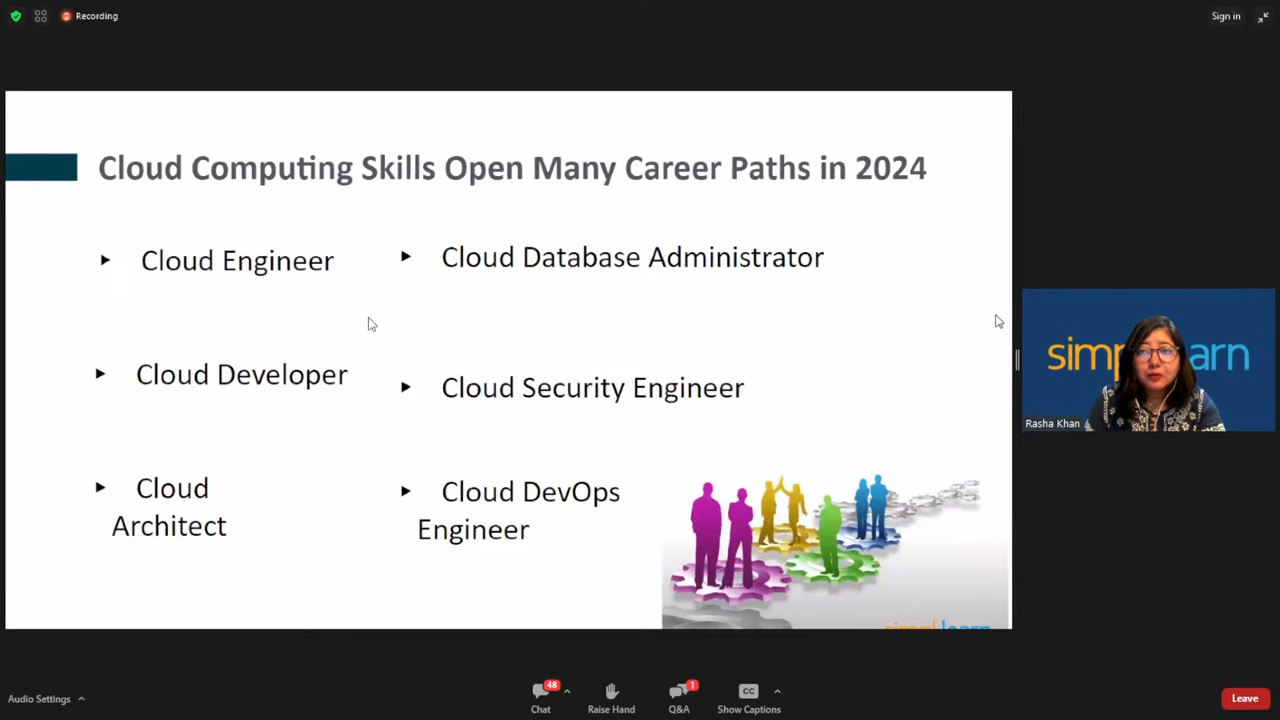 Recording
Sign in
Cloud Computing Skills Open Many Career Paths in 2024
Cloud Engineer
Cloud Database Administrator
Cloud Developer
Cloud Security Engineer
Cloud
Architect
Cloud DevOps
Engineer
Rasha Khan
Audio Settings
48
Chat
Raise Hand
1
Q&A
CC
Show Captions
Leave